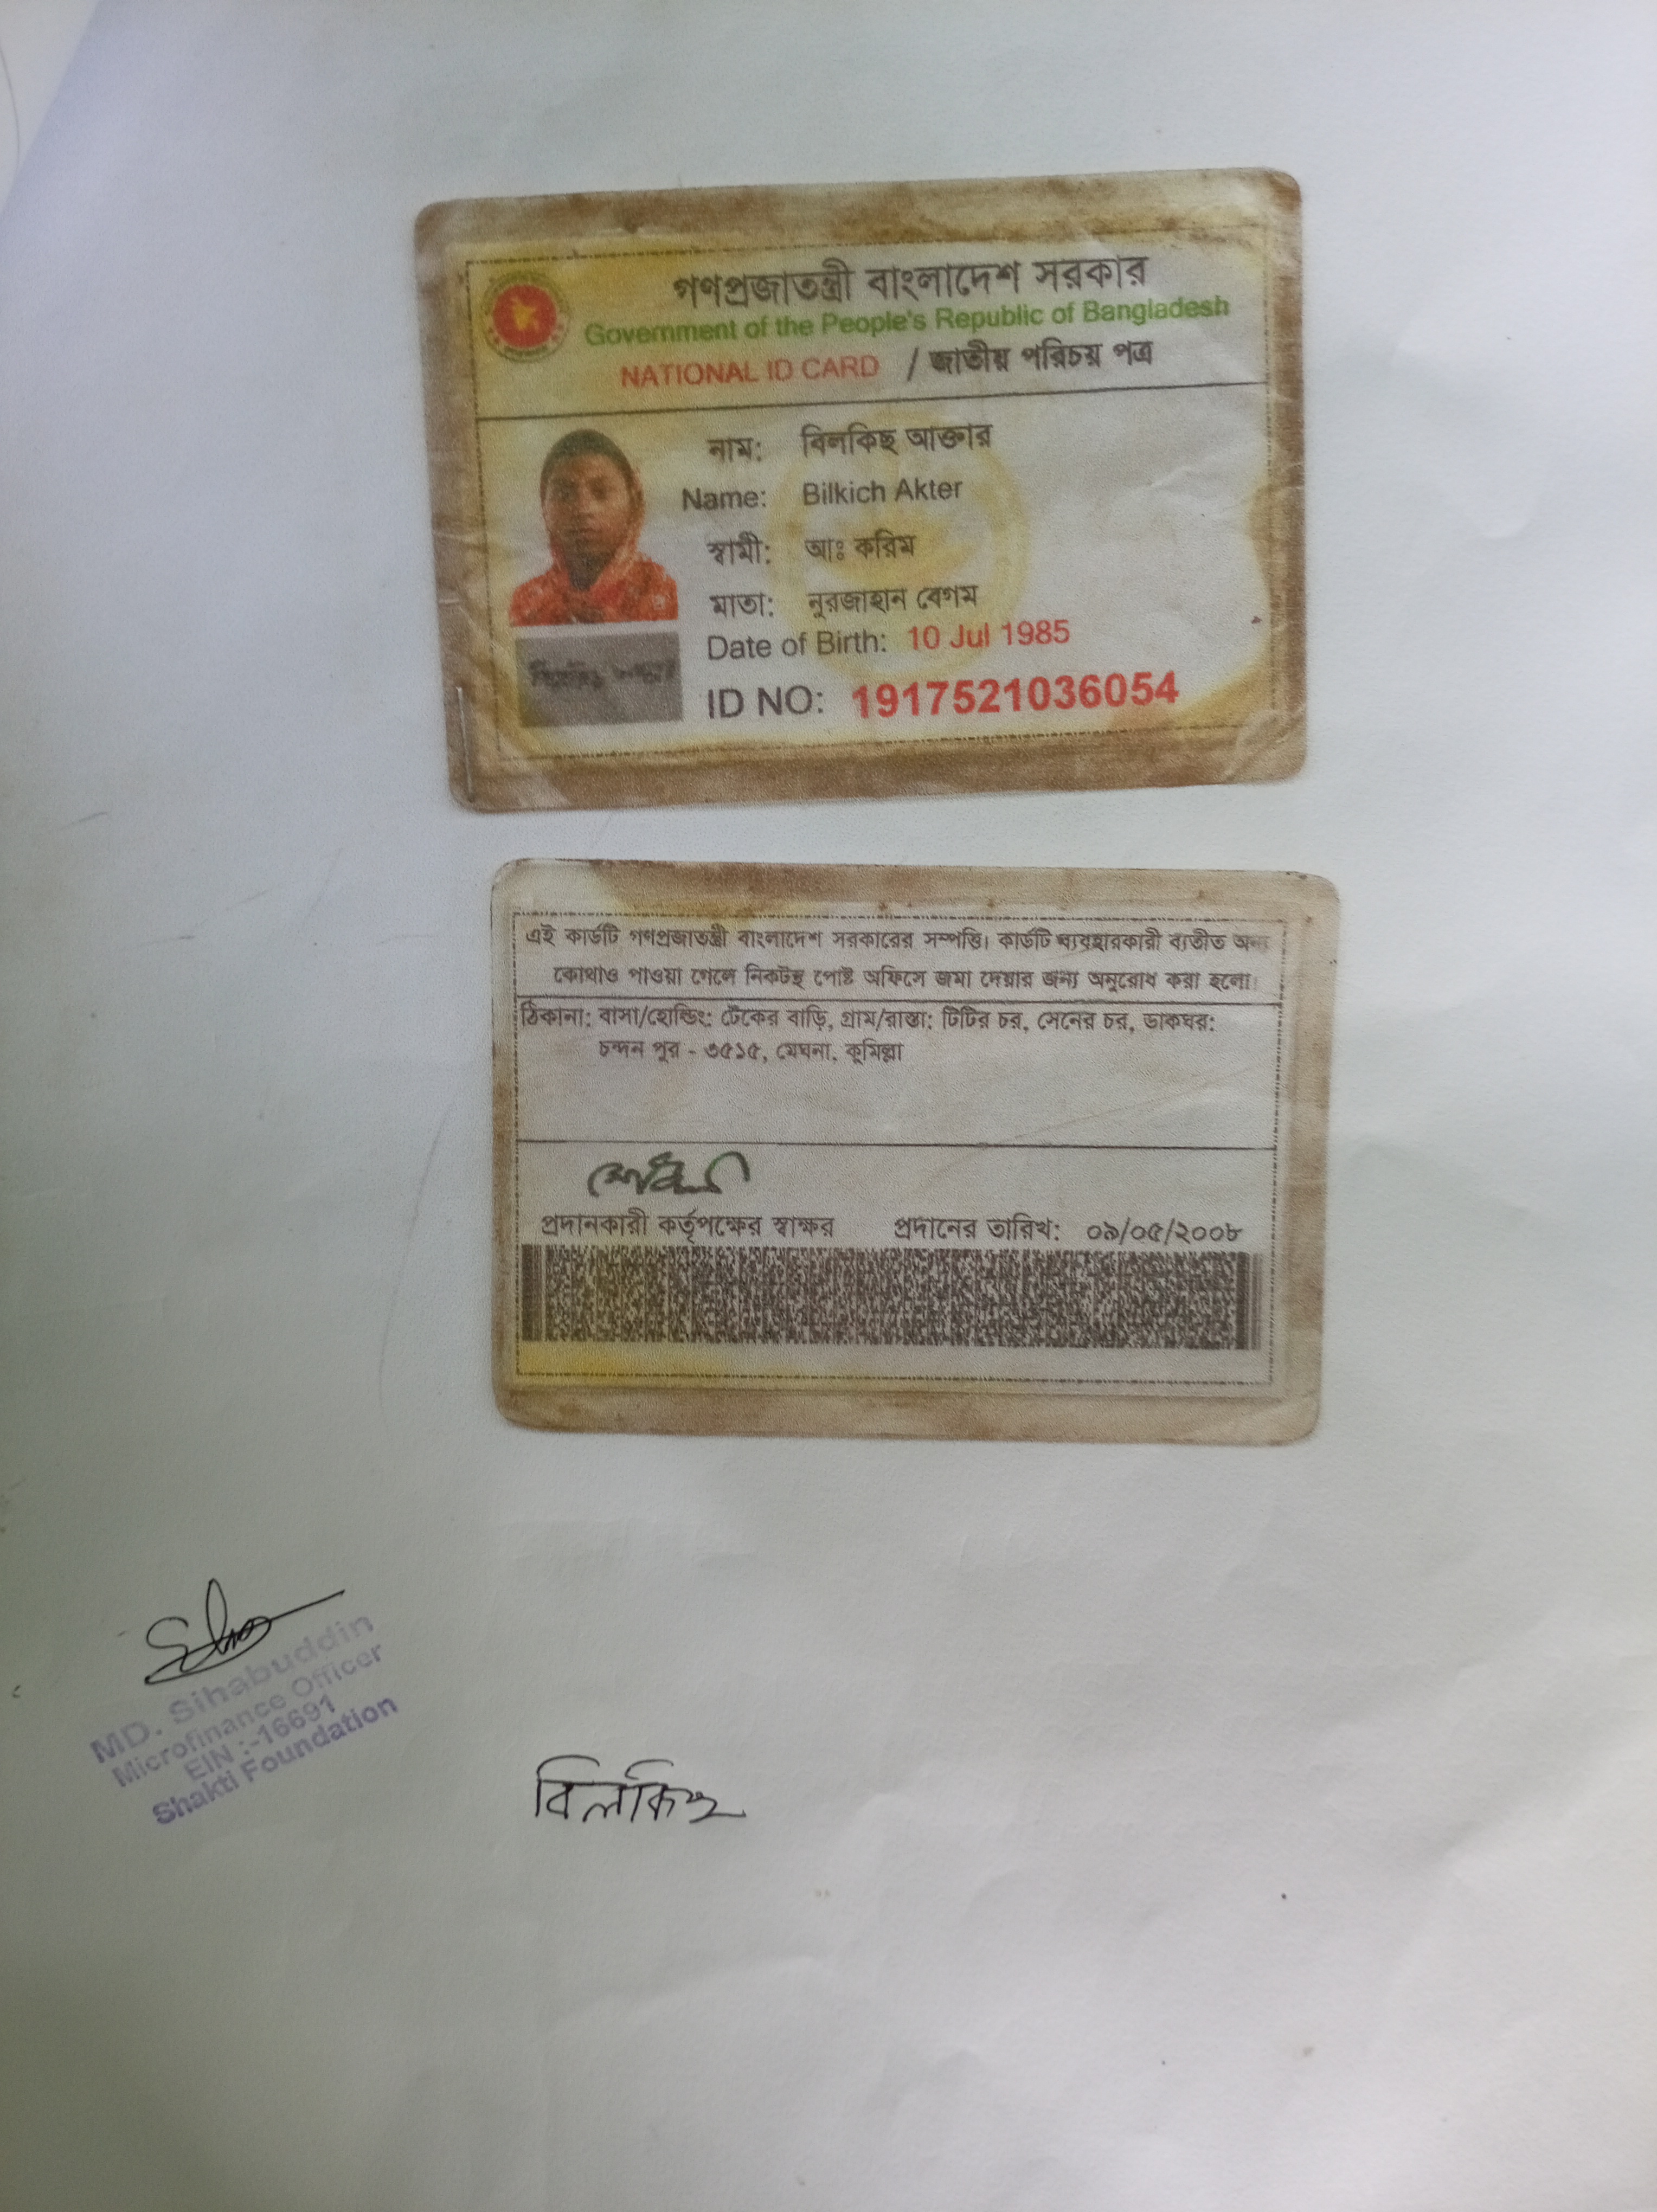 গণপ্রজাতন্ত্রী বাংলাদেশ সরকার
Government of the People's Republic of Bangladesh
NATIONAL ID CARD / জাতীয় পরিচয় পত্র
নাম: বিলকিছ আক্তার
Name: Bilkich Akter
স্বামী: আঃ করিম
মাতা: নুরজাহান বেগম
Date of Birth: 10 Jul 1985
ID NO: 1917521036054
এই কার্ডটি গণপ্রজাতন্ত্রী বাংলাদেশ সরকারের সম্পত্তি। কার্ডটি ব্যবহারকারী ব্যতীত অন্য
কোথাও পাওয়া গেলে নিকটস্থ পোষ্ট অফিসে জমা দেয়ার জন্য অনুরোধ করা হলো।
ঠিকানা: বাসা/হোল্ডিং: টেকের বাড়ি, গ্রাম/রাস্তা: টিটির চর, সেনের চর, ডাকঘর:
চন্দন পুর - ৩৫১৫, মেঘনা, কুমিল্লা
প্রদানকারী কর্তৃপক্ষের স্বাক্ষর প্রদানের তারিখ: ০৯/০৫/২০০৮
MD. Sihabuddin
Microfinance Officer
EIN :-16691
Shakti Foundation
বিলকিছ